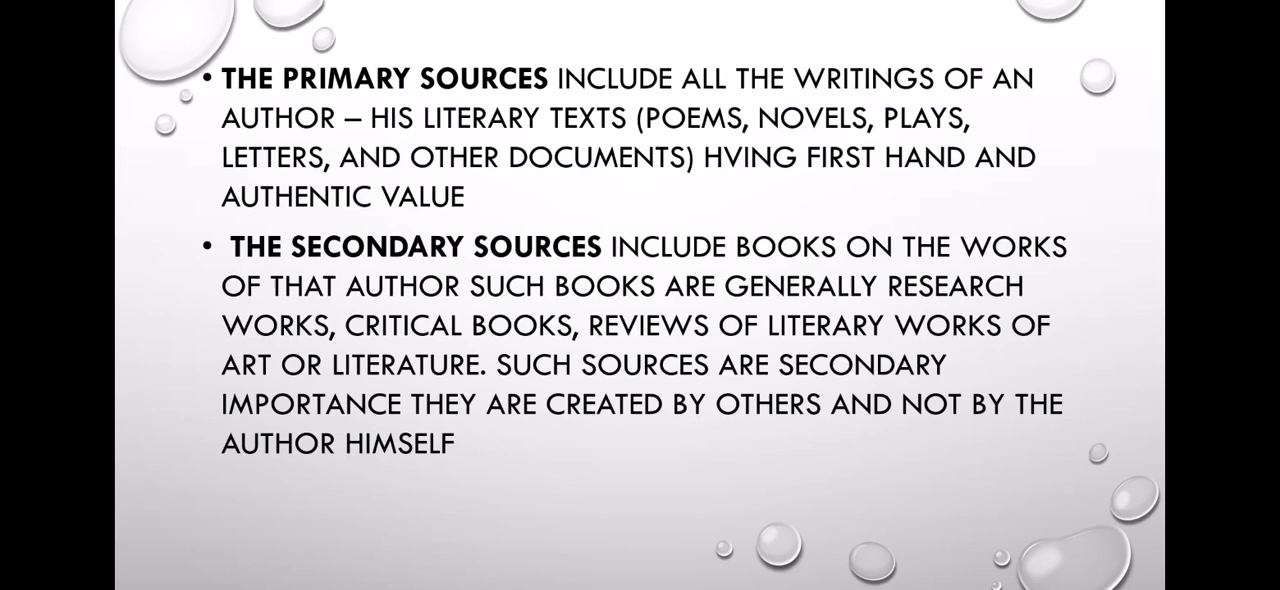 • THE PRIMARY SOURCES INCLUDE ALL THE WRITINGS OF AN
AUTHOR – HIS LITERARY TEXTS (POEMS, NOVELS, PLAYS,
LETTERS, AND OTHER DOCUMENTS) HVING FIRST HAND AND
AUTHENTIC VALUE
• THE SECONDARY SOURCES INCLUDE BOOKS ON THE WORKS
OF THAT AUTHOR SUCH BOOKS ARE GENERALLY RESEARCH
WORKS, CRITICAL BOOKS, REVIEWS OF LITERARY WORKS OF
ART OR LITERATURE. SUCH SOURCES ARE SECONDARY
IMPORTANCE THEY ARE CREATED BY OTHERS AND NOT BY THE
AUTHOR HIMSELF